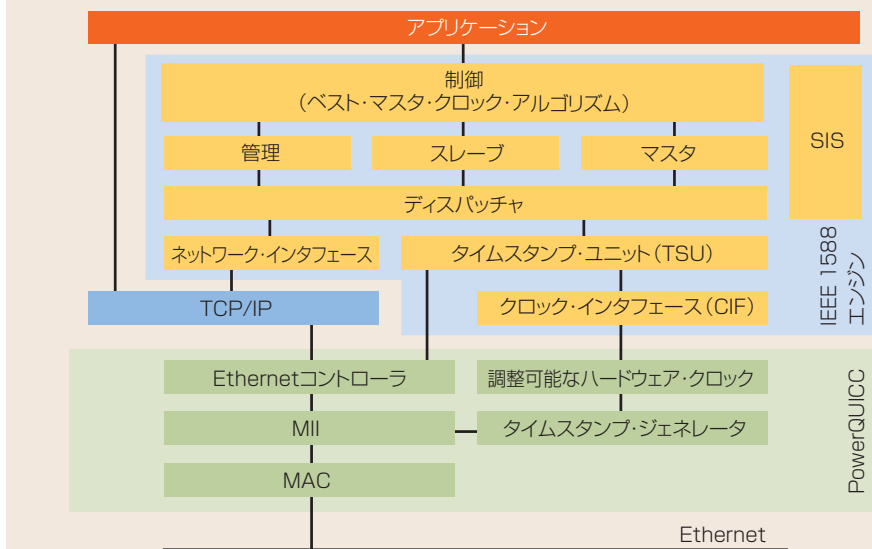 アプリケーション
制御
(ベスト・マスタ・クロック・アルゴリズム)
SIS
管理
スレーブ
マスタ
ディスパッチャ
ネットワーク・インタフェース
タイムスタンプ・ユニット(TSU)
IEEE 1588
エンジン
TCP/IP
クロック・インタフェース(CIF)
Ethernetコントローラ
調整可能なハードウェア・クロック
PowerQUICC
MII
タイムスタンプ・ジェネレータ
MAC
Ethernet